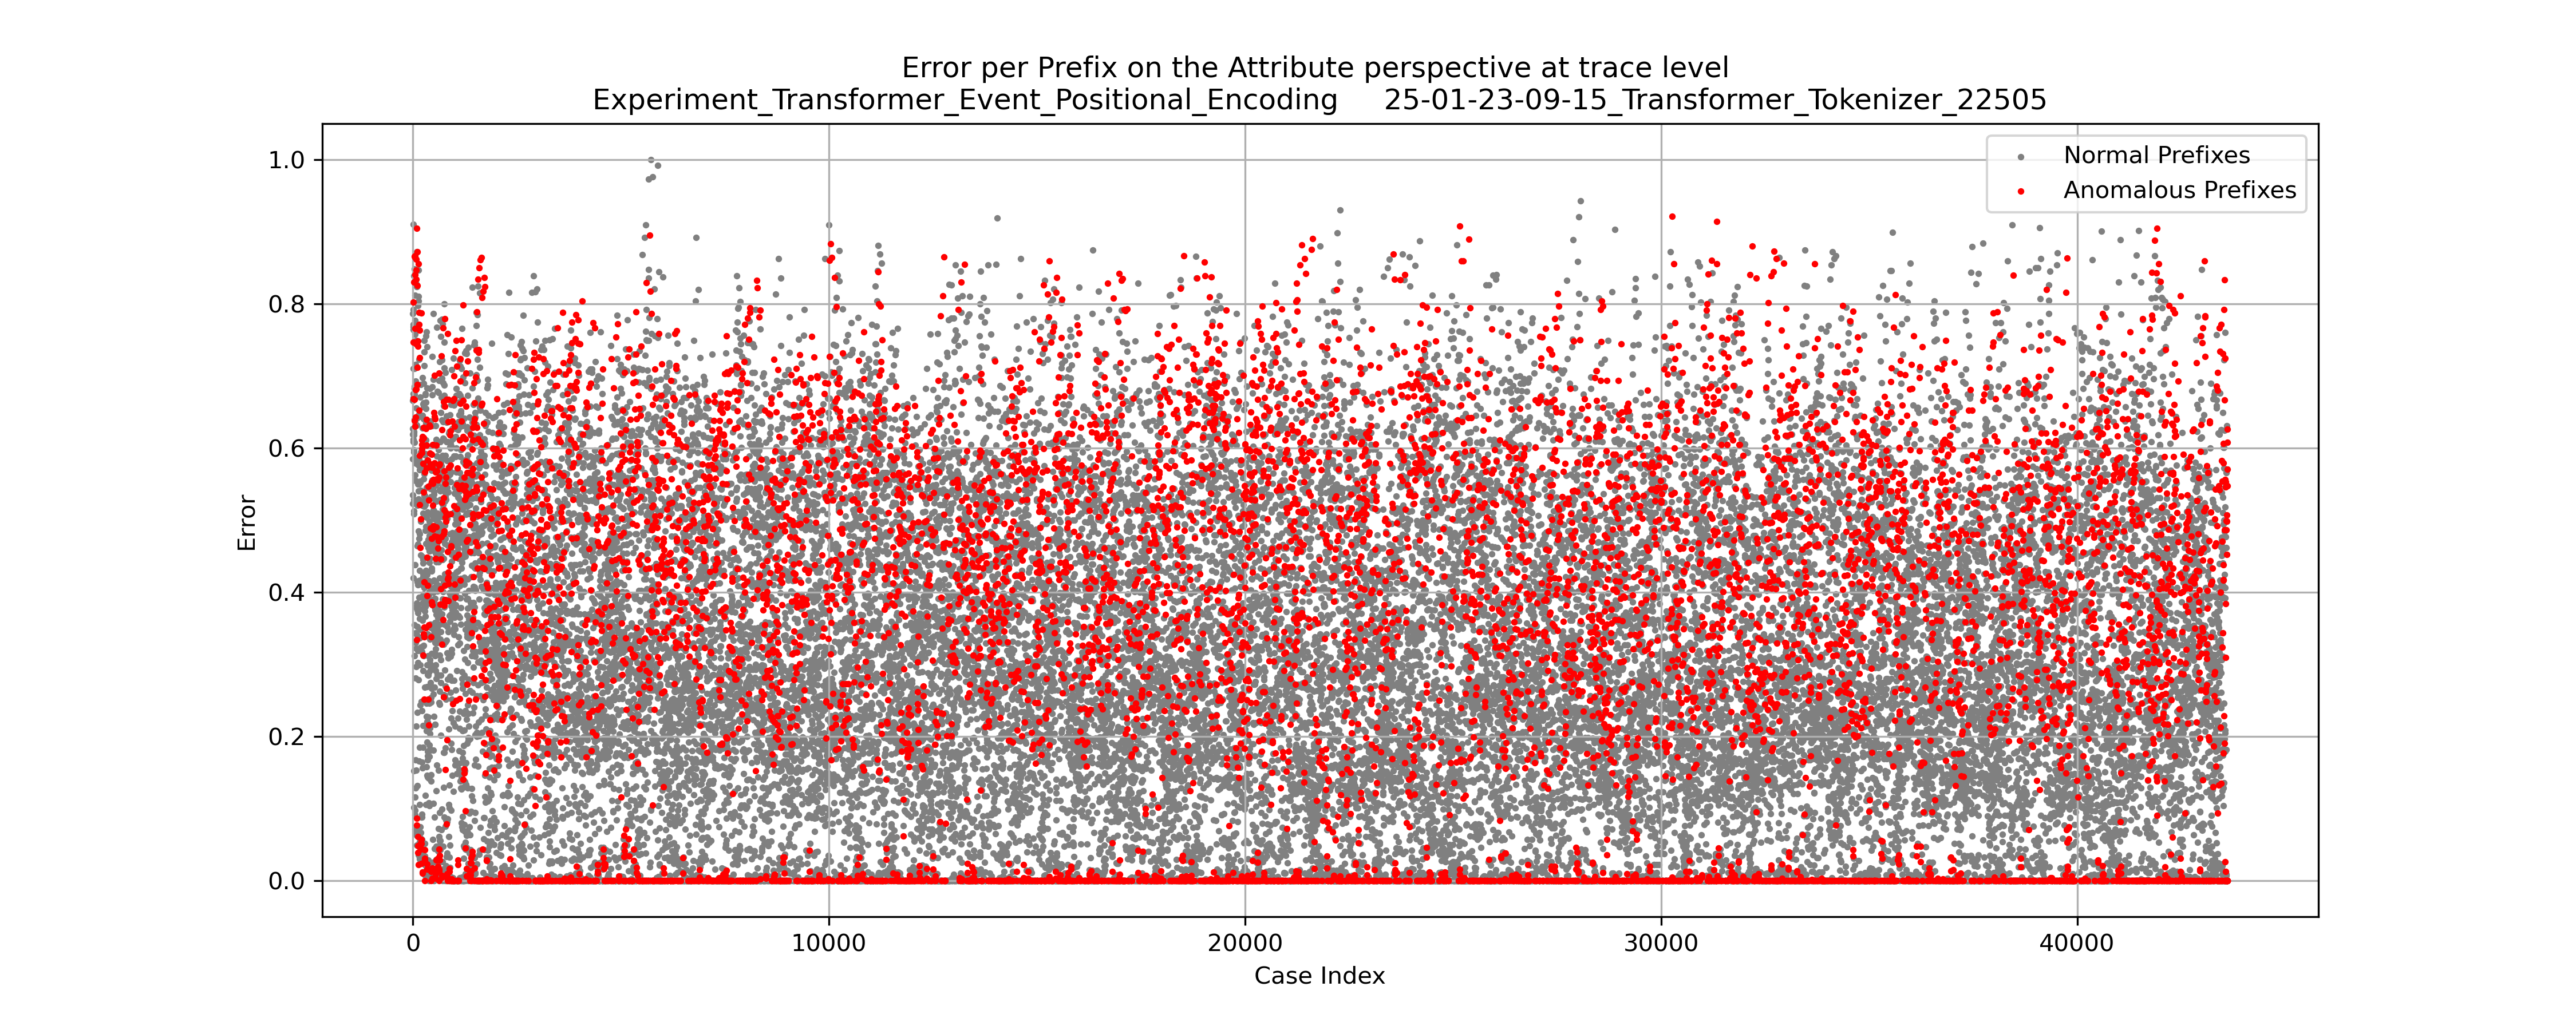 Error per Prefix on the Attribute perspective at trace level
Experiment_Transformer_Event_Positional_Encoding 25-01-23-09-15_Transformer_Tokenizer_22505
Normal Prefixes
Anomalous Prefixes
1.0
0.8
0.6
0.4
0.2
0.0
Error
0 10000 20000 30000 40000
Case Index